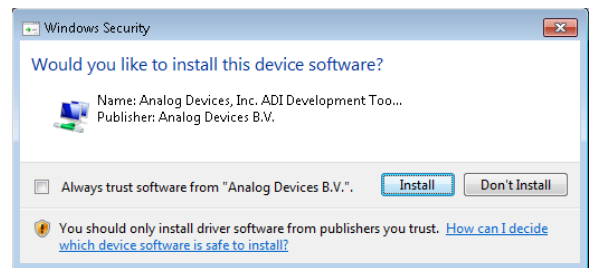 Windows Security
Would you like to install this device software?
Name: Analog Devices, Inc. ADI Development Too...
Publisher: Analog Devices B.V.
Always trust software from "Analog Devices B.V.".
Install
Don't Install
You should only install driver software from publishers you trust. How can I decide
which device software is safe to install?